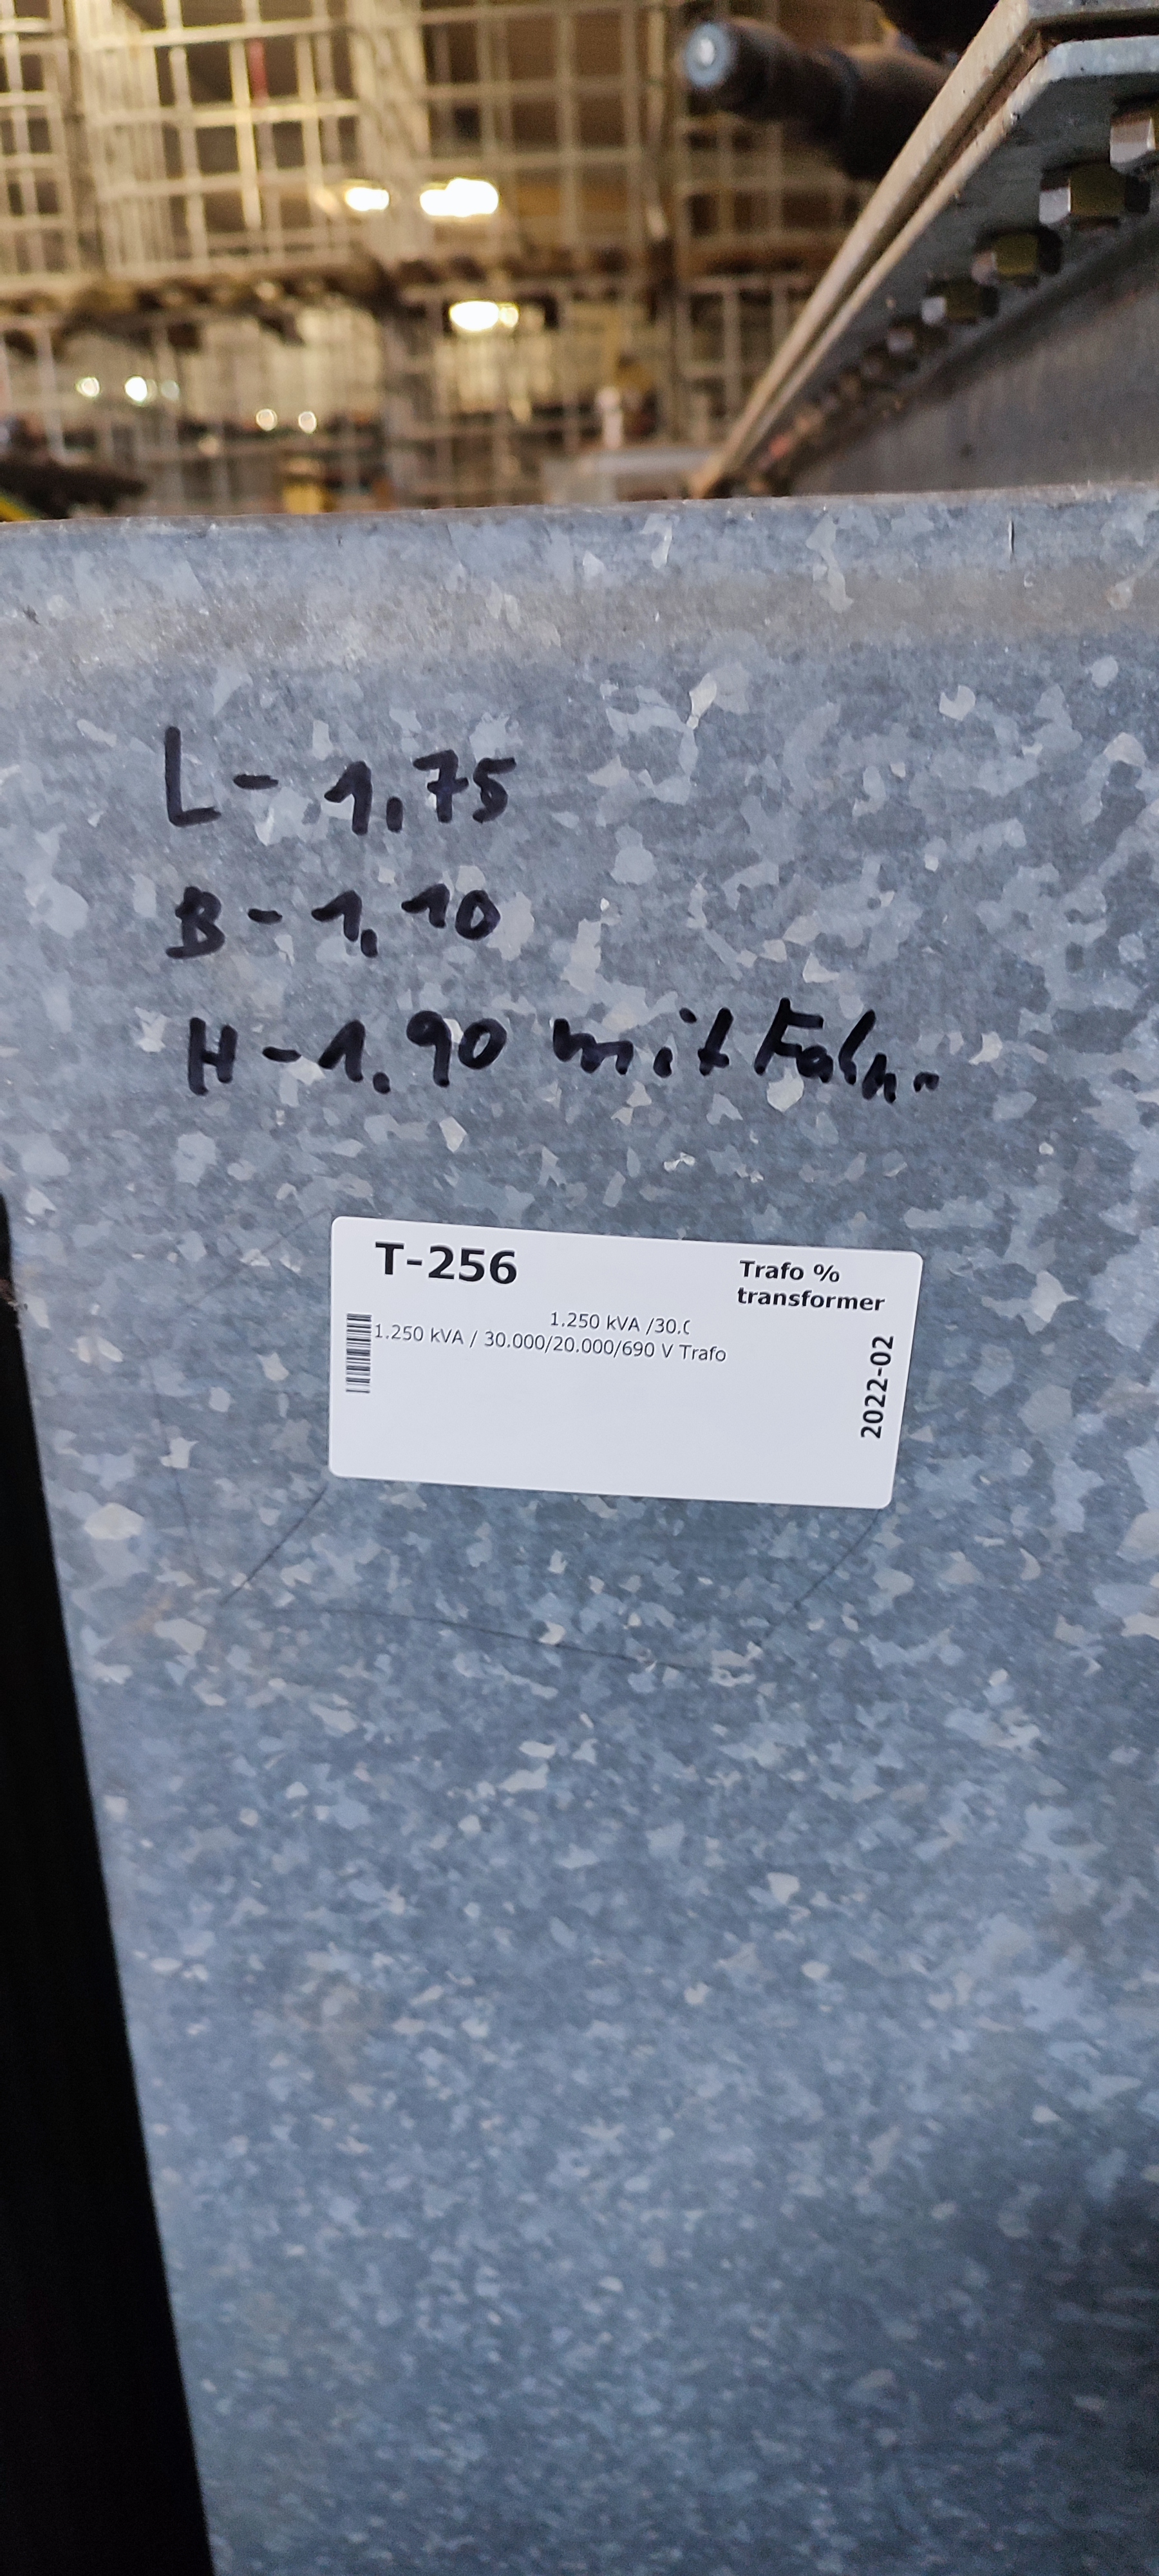 L - 1,75
B - 1,10
H - 1,90 mit Fahr.
T-256
Trafo %
transformer
1.250 kVA /30.(
1.250 kVA / 30.000/20.000/690 V Trafo
2022-02